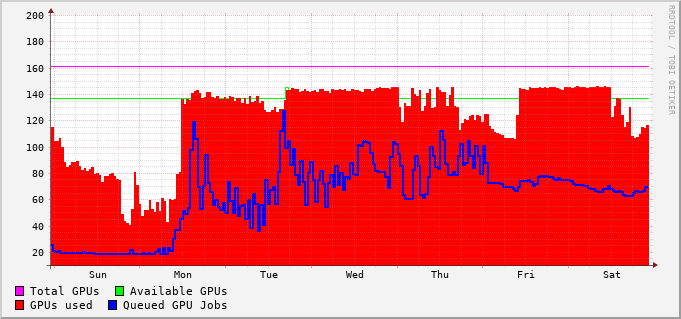 200
180
160
140
120
100
80
60
40
20
Sun Mon Tue Wed Thu Fri Sat
Total GPUs Available GPUs
GPUs used Queued GPU Jobs
RRDTOOL / TOBI OETIKER